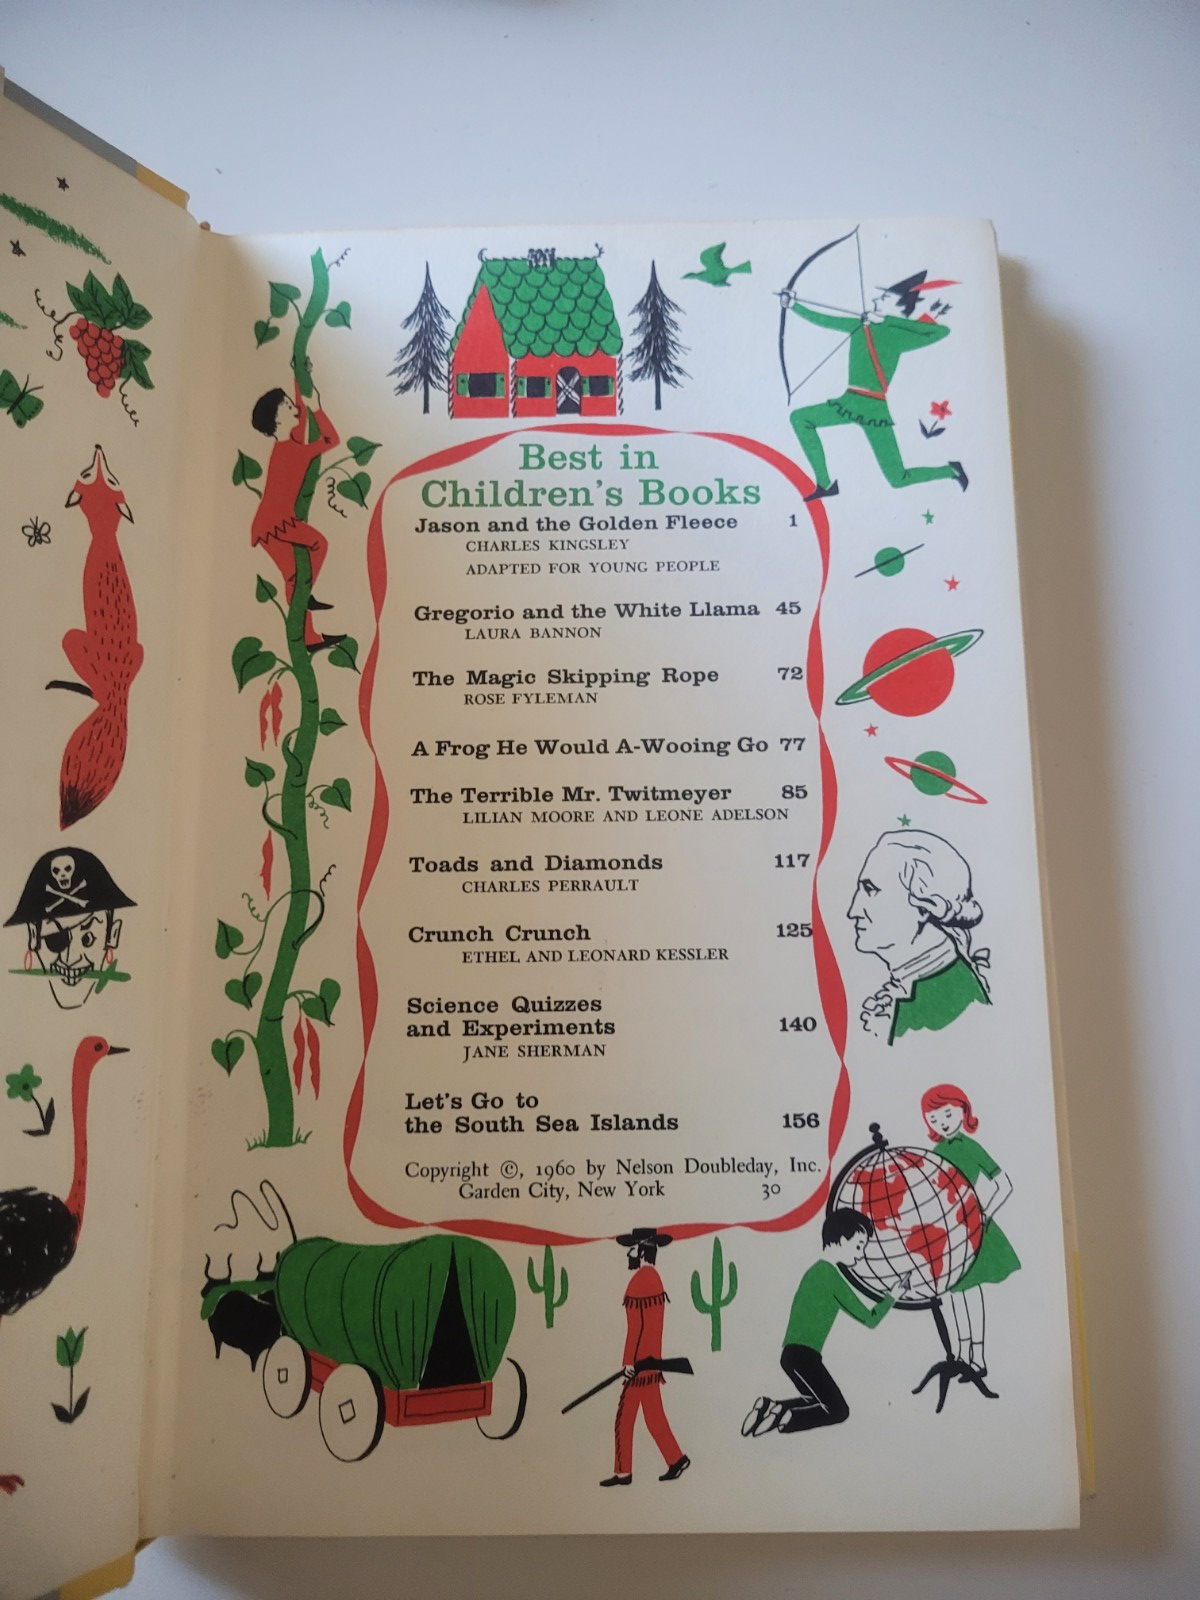 Best in
Children's Books
Jason and the Golden Fleece 1
CHARLES KINGSLEY
ADAPTED FOR YOUNG PEOPLE
Gregorio and the White Llama 45
LAURA BANNON
The Magic Skipping Rope 72
ROSE FYLEMAN
A Frog He Would A-Wooing Go 77
The Terrible Mr. Twitmeyer 85
LILIAN MOORE AND LEONE ADELSON
Toads and Diamonds 117
CHARLES PERRAULT
Crunch Crunch 125
ETHEL AND LEONARD KESSLER
Science Quizzes
and Experiments 140
JANE SHERMAN
Let's Go to
the South Sea Islands 156
Copyright ©, 1960 by Nelson Doubleday, Inc.
Garden City, New York 30